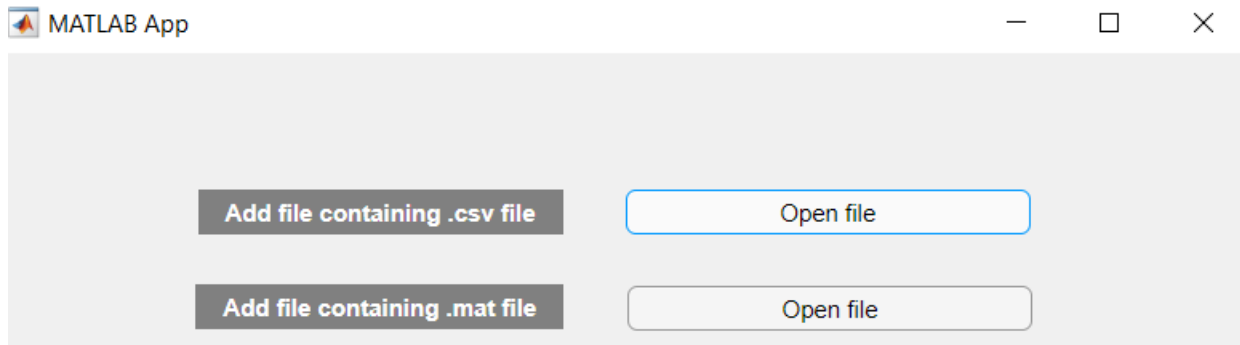 MATLAB App
Add file containing .csv file
Open file
Add file containing .mat file
Open file